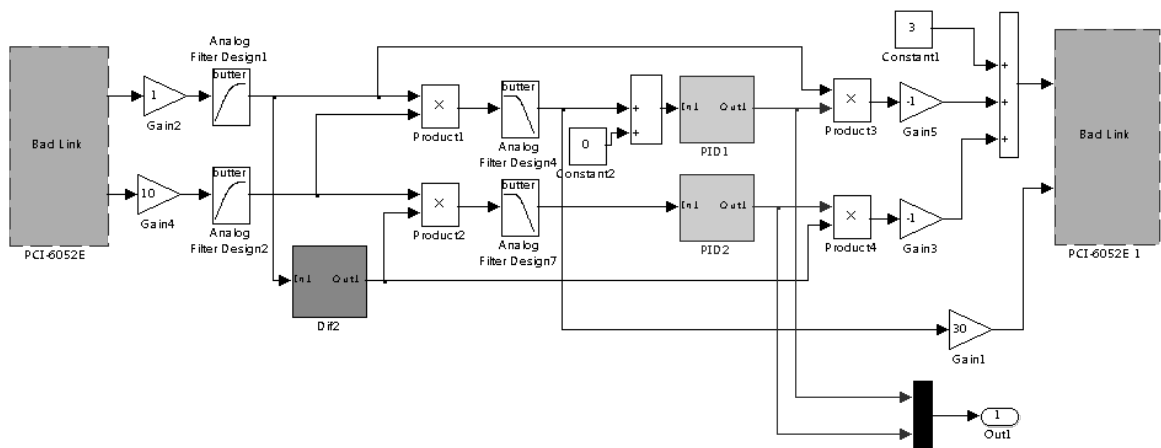 Bad Link
PCI-6052E
1
Gain2
10
Gain4
Analog
Filter Design1
butter
butter
Analog
Filter Design2
In1 Out1
Dif2
×
Product1
×
Product2
butter
Analog
Filter Design4
butter
Analog
Filter Design7
0
Constant2
+
+
In1 Out1
PID1
In1 Out1
PID2
×
Product3
×
Product4
-1
Gain5
-1
Gain3
3
Constant1
+
+
+
30
Gain1
Bad Link
PCI-6052E 1
1
Out1